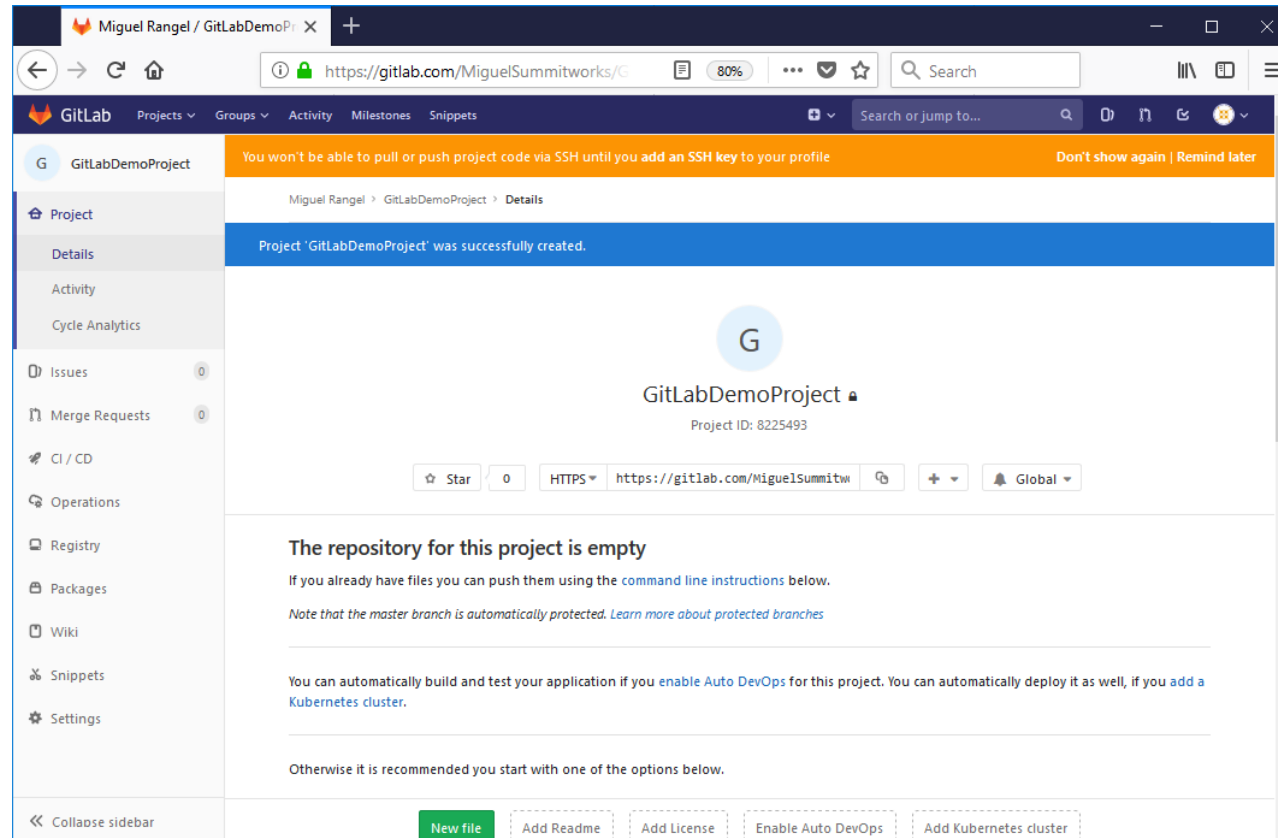 Miguel Rangel / GitLabDemoPr
https://gitlab.com/MiguelSummitworks/G
80%
Search
GitLab Projects Groups Activity Milestones Snippets
Search or jump to...
G GitLabDemoProject
You won't be able to pull or push project code via SSH until you add an SSH key to your profile
Don't show again | Remind later
Miguel Rangel > GitLabDemoProject > Details
Project 'GitLabDemoProject' was successfully created.
Project
Details
Activity
Cycle Analytics
Issues 0
Merge Requests 0
CI / CD
Operations
Registry
Packages
Wiki
Snippets
Settings
Collapse sidebar
G
GitLabDemoProject
Project ID: 8225493
Star 0 HTTPS https://gitlab.com/MiguelSummitw Global
The repository for this project is empty
If you already have files you can push them using the command line instructions below.
Note that the master branch is automatically protected. Learn more about protected branches
You can automatically build and test your application if you enable Auto DevOps for this project. You can automatically deploy it as well, if you add a
Kubernetes cluster.
Otherwise it is recommended you start with one of the options below.
New file Add Readme Add License Enable Auto DevOps Add Kubernetes cluster